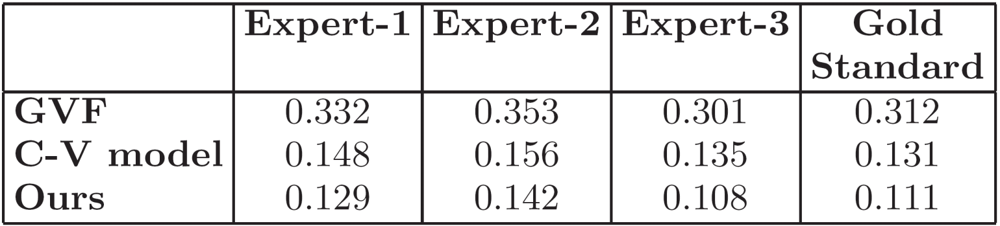 Expert-1 Expert-2 Expert-3 Gold
Standard
GVF 0.332 0.353 0.301 0.312
C-V model 0.148 0.156 0.135 0.131
Ours 0.129 0.142 0.108 0.111